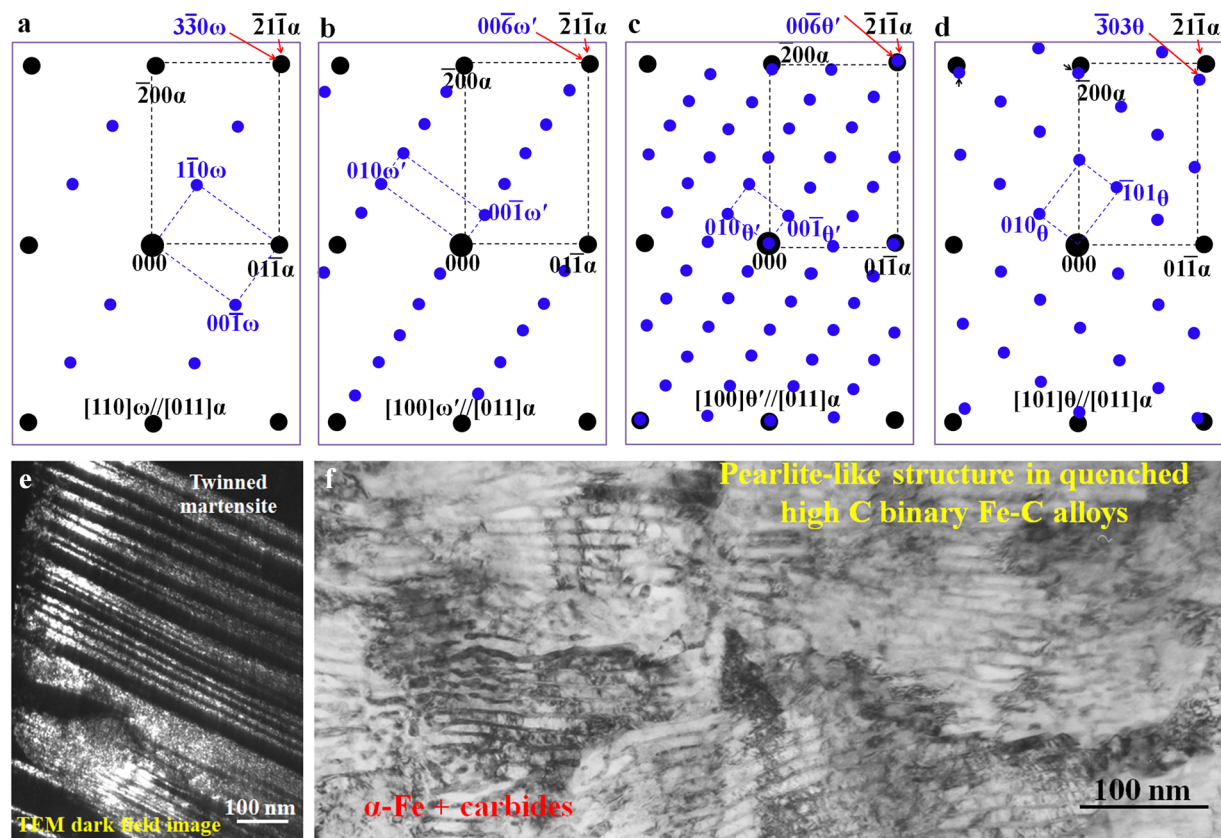 a
3̅3̅0ω
2̅11̅α
2̅00α
11̅0ω
000
011̅α
001̅ω
[110]ω//[011]α
b
006̅ω′
2̅11̅α
2̅00α
010ω′
001̅ω′
000
011̅α
[100]ω′//[011]α
c
006̅θ′
2̅11̅α
2̅00α
010θ′
001̅θ′
000
011̅α
[100]θ′//[011]α
d
3̅03θ
2̅11̅α
2̅00α
1̅01θ
010θ
000
011̅α
[101]θ//[011]α
e
Twinned
martensite
100 nm
TEM dark field image
f
Pearlite-like structure in quenched
high C binary Fe-C alloys
α-Fe + carbides
100 nm